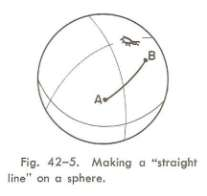 B
A
Fig. 42–5. Making a “straight
line” on a sphere.